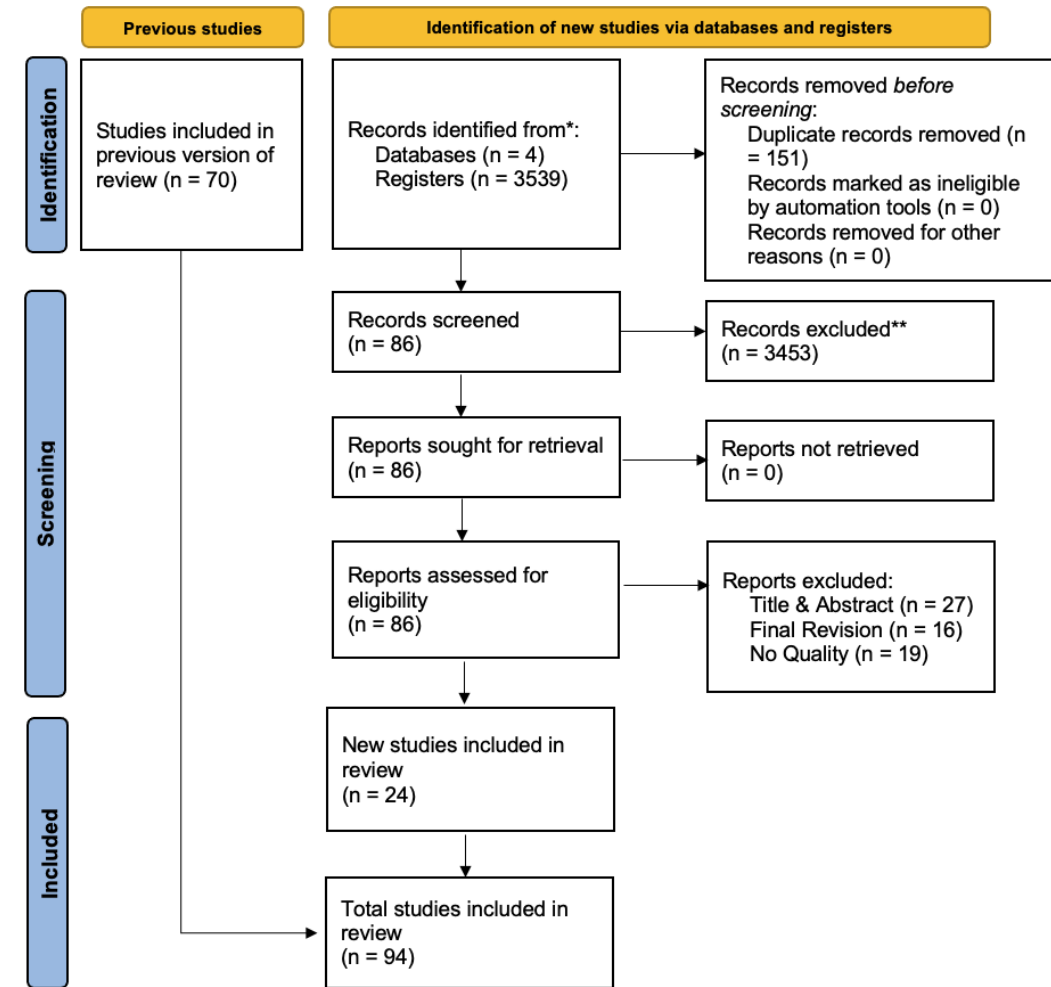 Previous studies
Identification of new studies via databases and registers
Identification
Studies included in
previous version of
review (n = 70)
Records identified from*:
Databases (n = 4)
Registers (n = 3539)
Records removed before
screening:
Duplicate records removed (n
= 151)
Records marked as ineligible
by automation tools (n = 0)
Records removed for other
reasons (n = 0)
Screening
Records screened
(n = 86)
Records excluded**
(n = 3453)
Reports sought for retrieval
(n = 86)
Reports not retrieved
(n = 0)
Reports assessed for
eligibility
(n = 86)
Reports excluded:
Title & Abstract (n = 27)
Final Revision (n = 16)
No Quality (n = 19)
Included
New studies included in
review
(n = 24)
Total studies included in
review
(n = 94)